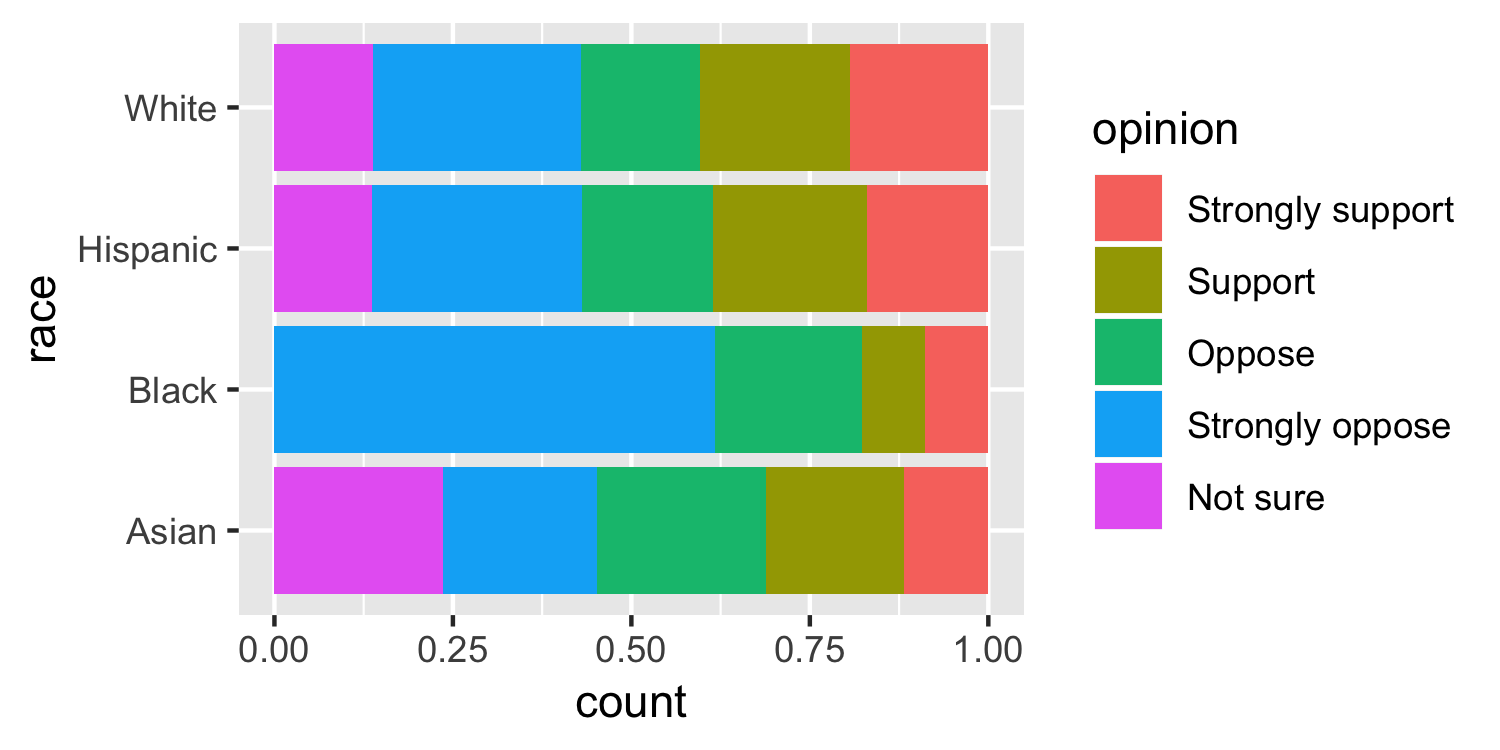 race
White
Hispanic
Black
Asian
0.00 0.25 0.50 0.75 1.00
count
opinion
Strongly support
Support
Oppose
Strongly oppose
Not sure